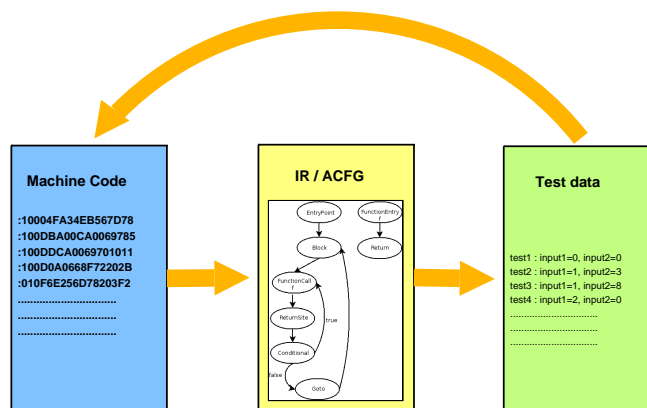 Machine Code
:10004FA34EB567D78
:100DBA00CA0069785
:100DDCA0069701011
:100D0A0668F72202B
:010F6E256D78203F2
................................
................................
................................
IR / ACFG
EntryPoint
FunctionEntry
f
Block
Return
FunctionCall
f
ReturnSite
true
Conditional
false
Goto
Test data
test1 : input1=0, input2=0
test2 : input1=1, input2=3
test3 : input1=1, input2=8
test4 : input1=2, input2=0
................................
................................
................................